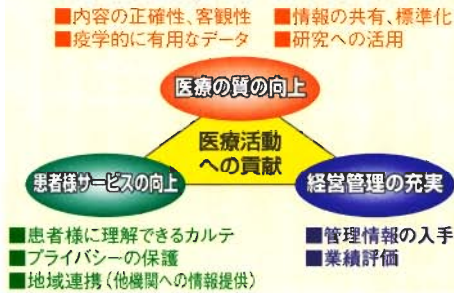 ■内容の正確性、客観性 ■情報の共有、標準化
■疫学的に有用なデータ ■研究への活用
医療の質の向上
医療活動
への貢献
患者様サービスの向上 経営管理の充実
■患者様に理解できるカルテ ■管理情報の入手
■プライバシーの保護 ■業績評価
■地域連携(他機関への情報提供)